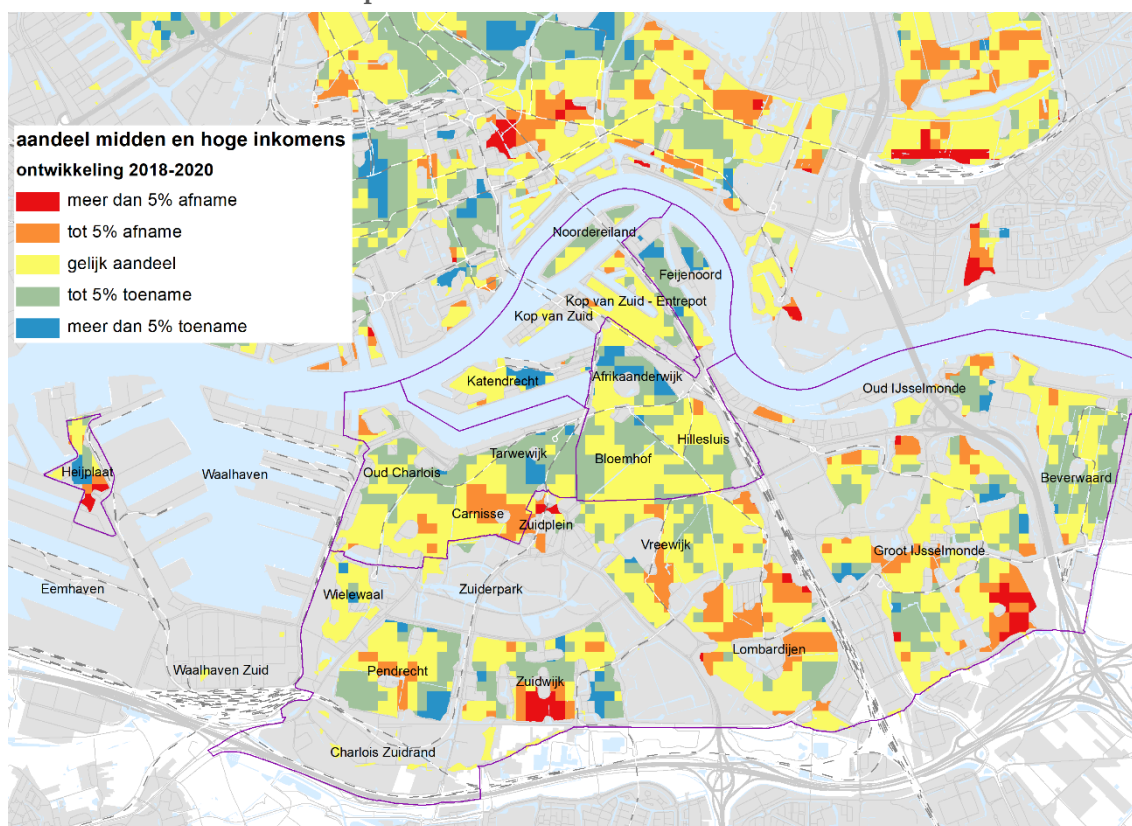 aandeel midden en hoge inkomens
ontwikkeling 2018-2020
meer dan 5% afname
tot 5% afname
gelijk aandeel
tot 5% toename
meer dan 5% toename
Noordereiland
Feijenoord
Kop van Zuid - Entrepot
Kop van Zuid
Katendrecht
Afrikaanderwijk
Oud IJsselmonde
Hillesluis
Tarwewijk
Bloemhof
Heijplaat
Waalhaven
Oud Charlois
Beverwaard
Carnisse
Zuidplein
Vreewijk
Groot IJsselmonde
Eemhaven
Wielewaal
Zuiderpark
Lombardijen
Waalhaven Zuid
Pendrecht
Zuidwijk
Charlois Zuidrand